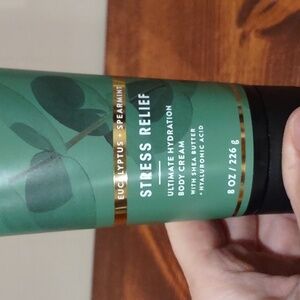 EUCALYPTUS + SPEARMINT
STRESS RELIEF
ULTIMATE HYDRATION
BODY CREAM
WITH SHEA BUTTER
+ HYALURONIC ACID
8 OZ / 226 g